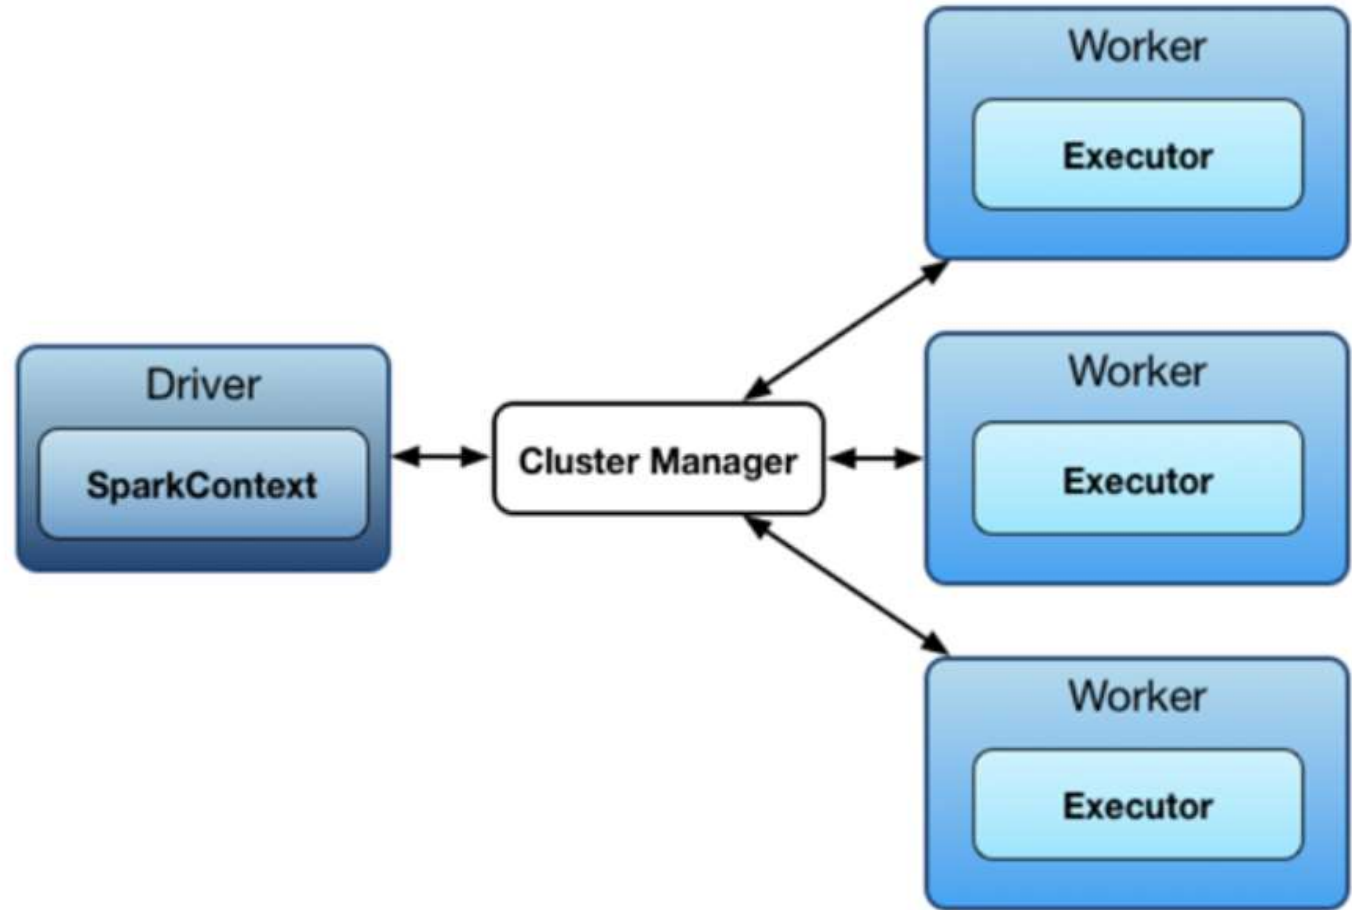 Driver
SparkContext
Cluster Manager
Worker
Executor
Worker
Executor
Worker
Executor